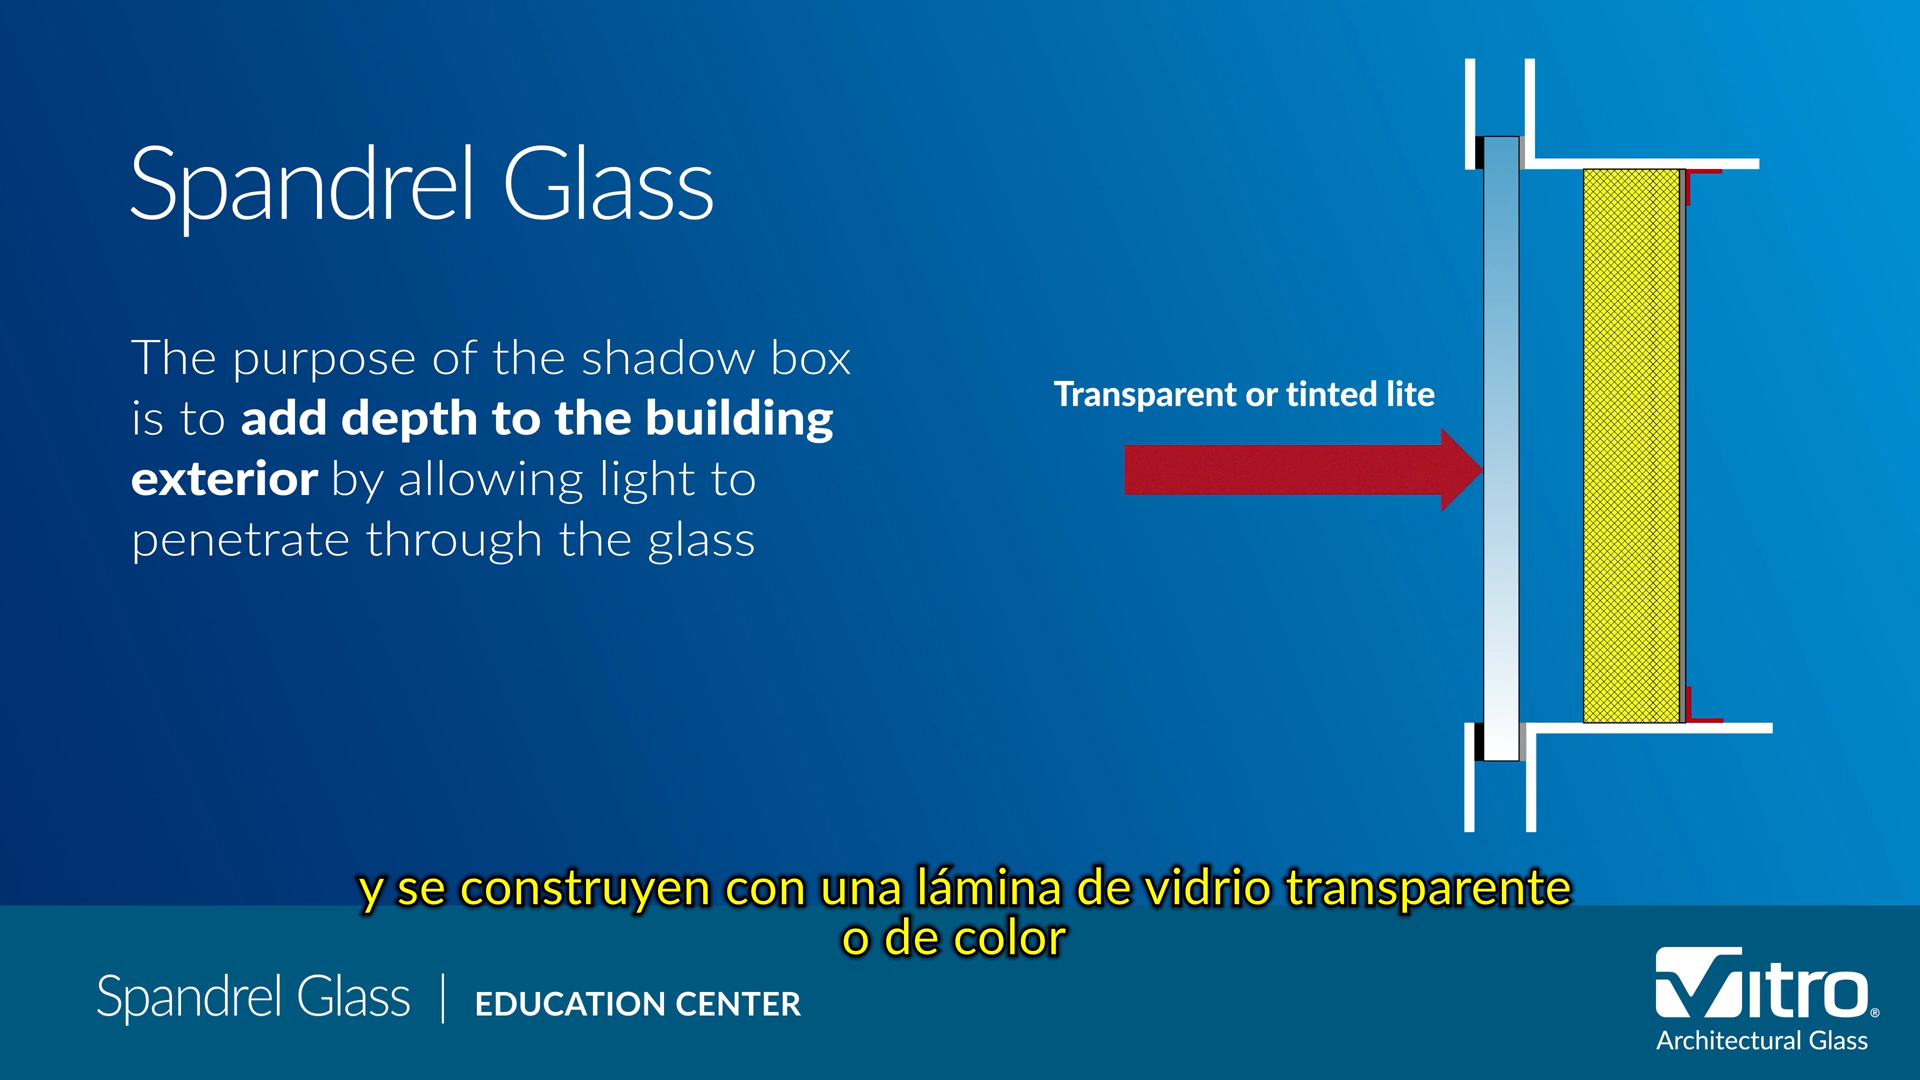 Spandrel Glass
The purpose of the shadow box
is to add depth to the building
exterior by allowing light to
penetrate through the glass
Transparent or tinted lite
y se construyen con una lámina de vidrio transparente
o de color
Spandrel Glass | EDUCATION CENTER
Vitro®
Architectural Glass